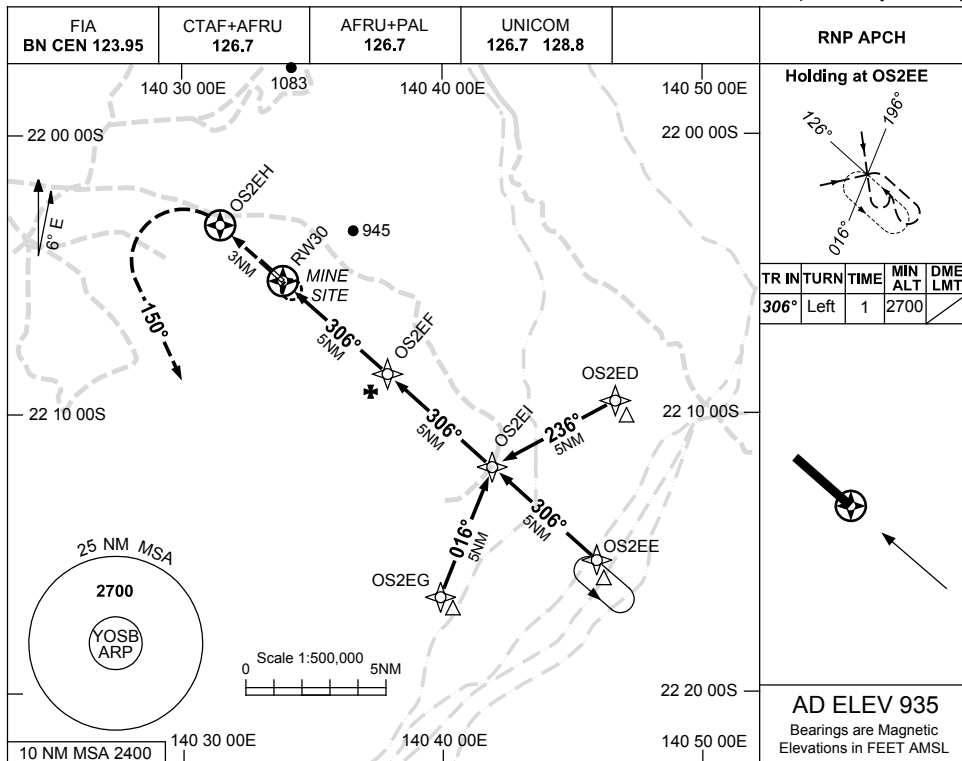 FIA
BN CEN 123.95
CTAF+AFRU
126.7
AFRU+PAL
126.7
UNICOM
126.7 128.8
RNP APCH
140 30 00E
1083
140 40 00E
140 50 00E
22 00 00S
22 00 00S
6° E
OS2EH
945
RW30
3NM
MINE
SITE
150°
306°
5NM
OS2EF
22 10 00S
22 10 00S
306°
5NM
OS2EI
OS2ED
236°
5NM
306°
5NM
OS2EE
016°
5NM
OS2EG
25 NM MSA
2700
YOSB
ARP
Scale 1:500,000
0
5NM
22 20 00S
10 NM MSA 2400
140 30 00E
140 40 00E
140 50 00E
Holding at OS2EE
126°
196°
016°
TR IN TURN TIME MIN ALT DME LMT
306° Left 1 2700
AD ELEV 935
Bearings are Magnetic
Elevations in FEET AMSL